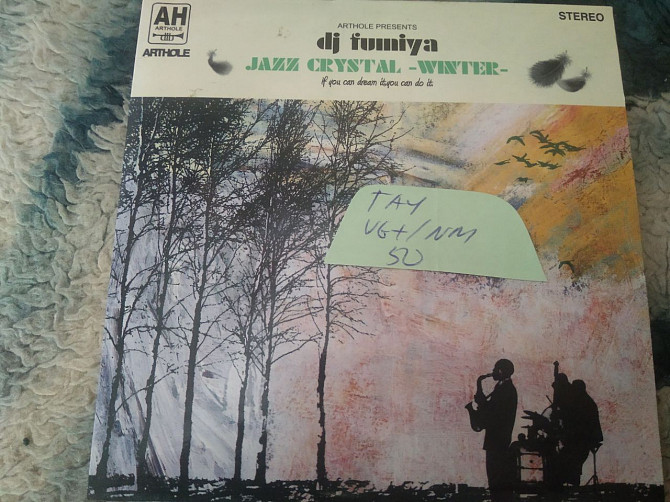 AH
ARTHOLE
ARTHOLE
ARTHOLE PRESENTS
STEREO
dj fumiya
JAZZ CRYSTAL -WINTER-
If you can dream it,you can do it.
TAY
VG+/NM
50